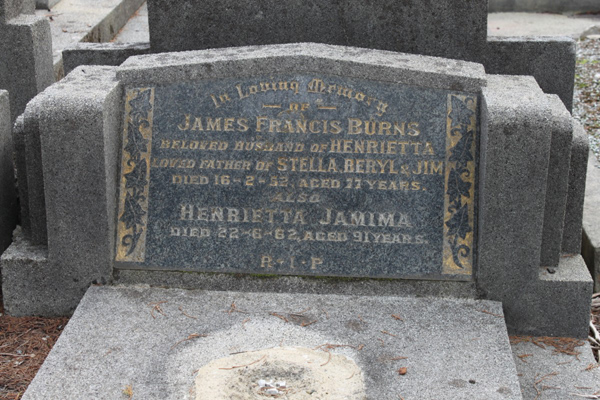 In Loving Memory
— OF —
JAMES FRANCIS BURNS
BELOVED HUSBAND OF HENRIETTA
LOVED FATHER OF STELLA, BERYL & JIM
DIED 16-2-52, AGED 77 YEARS.
ALSO
HENRIETTA JAMIMA
DIED 22-6-62, AGED 91 YEARS.
R.I.P